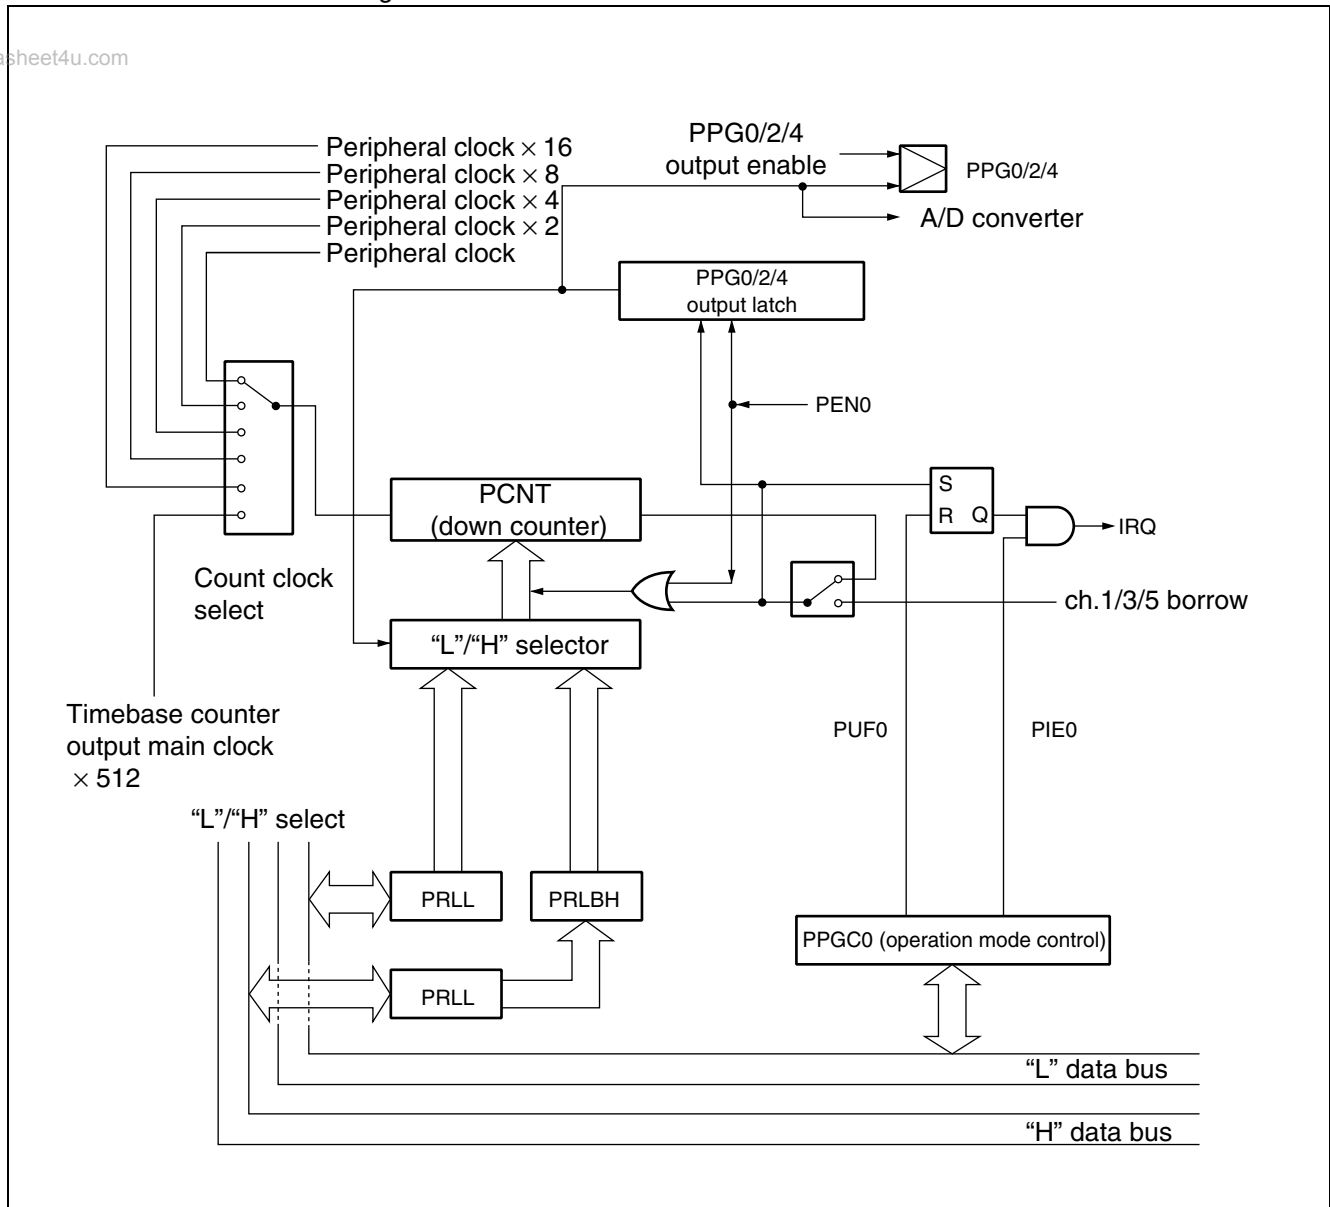 asheet4u.com
Peripheral clock × 16
Peripheral clock × 8
Peripheral clock × 4
Peripheral clock × 2
Peripheral clock
PPG0/2/4
output enable
PPG0/2/4
A/D converter
PPG0/2/4
output latch
PEN0
PCNT
(down counter)
S
R Q
IRQ
Count clock
select
ch.1/3/5 borrow
“L”/“H” selector
Timebase counter
output main clock
× 512
PUF0
PIE0
“L”/“H” select
PRLL
PRLBH
PPGC0 (operation mode control)
PRLL
“L” data bus
“H” data bus